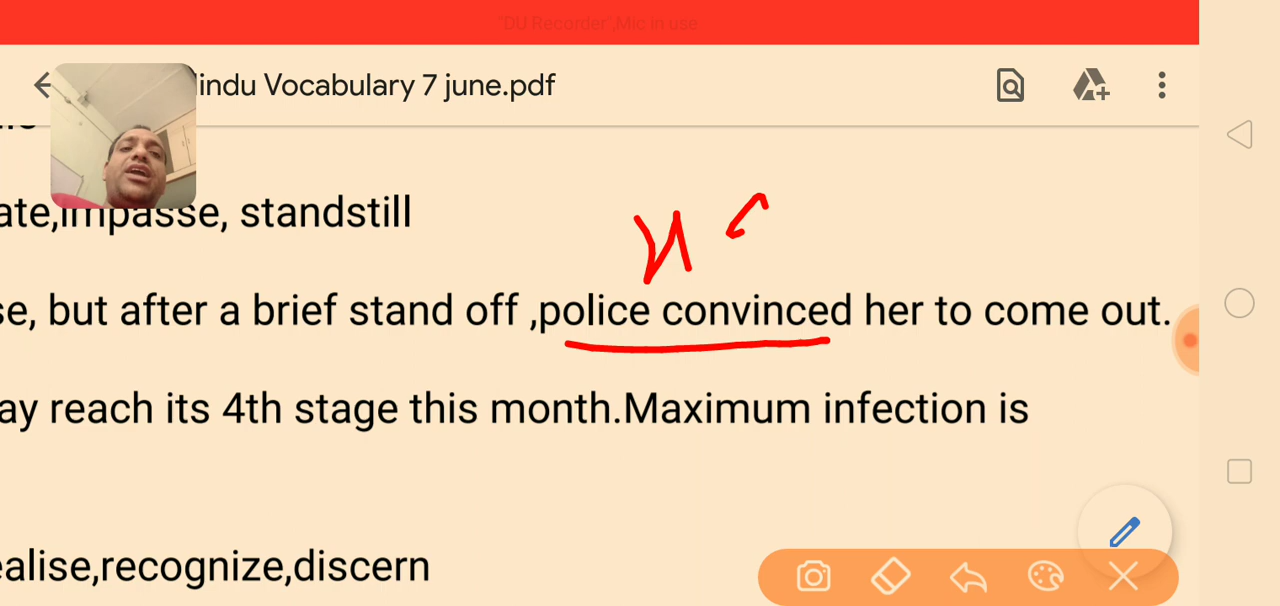 "DU Recorder",Mic in use
indu Vocabulary 7 june.pdf
ate,impasse, standstill
se, but after a brief stand off ,police convinced her to come out.
ay reach its 4th stage this month.Maximum infection is
ealise,recognize,discern